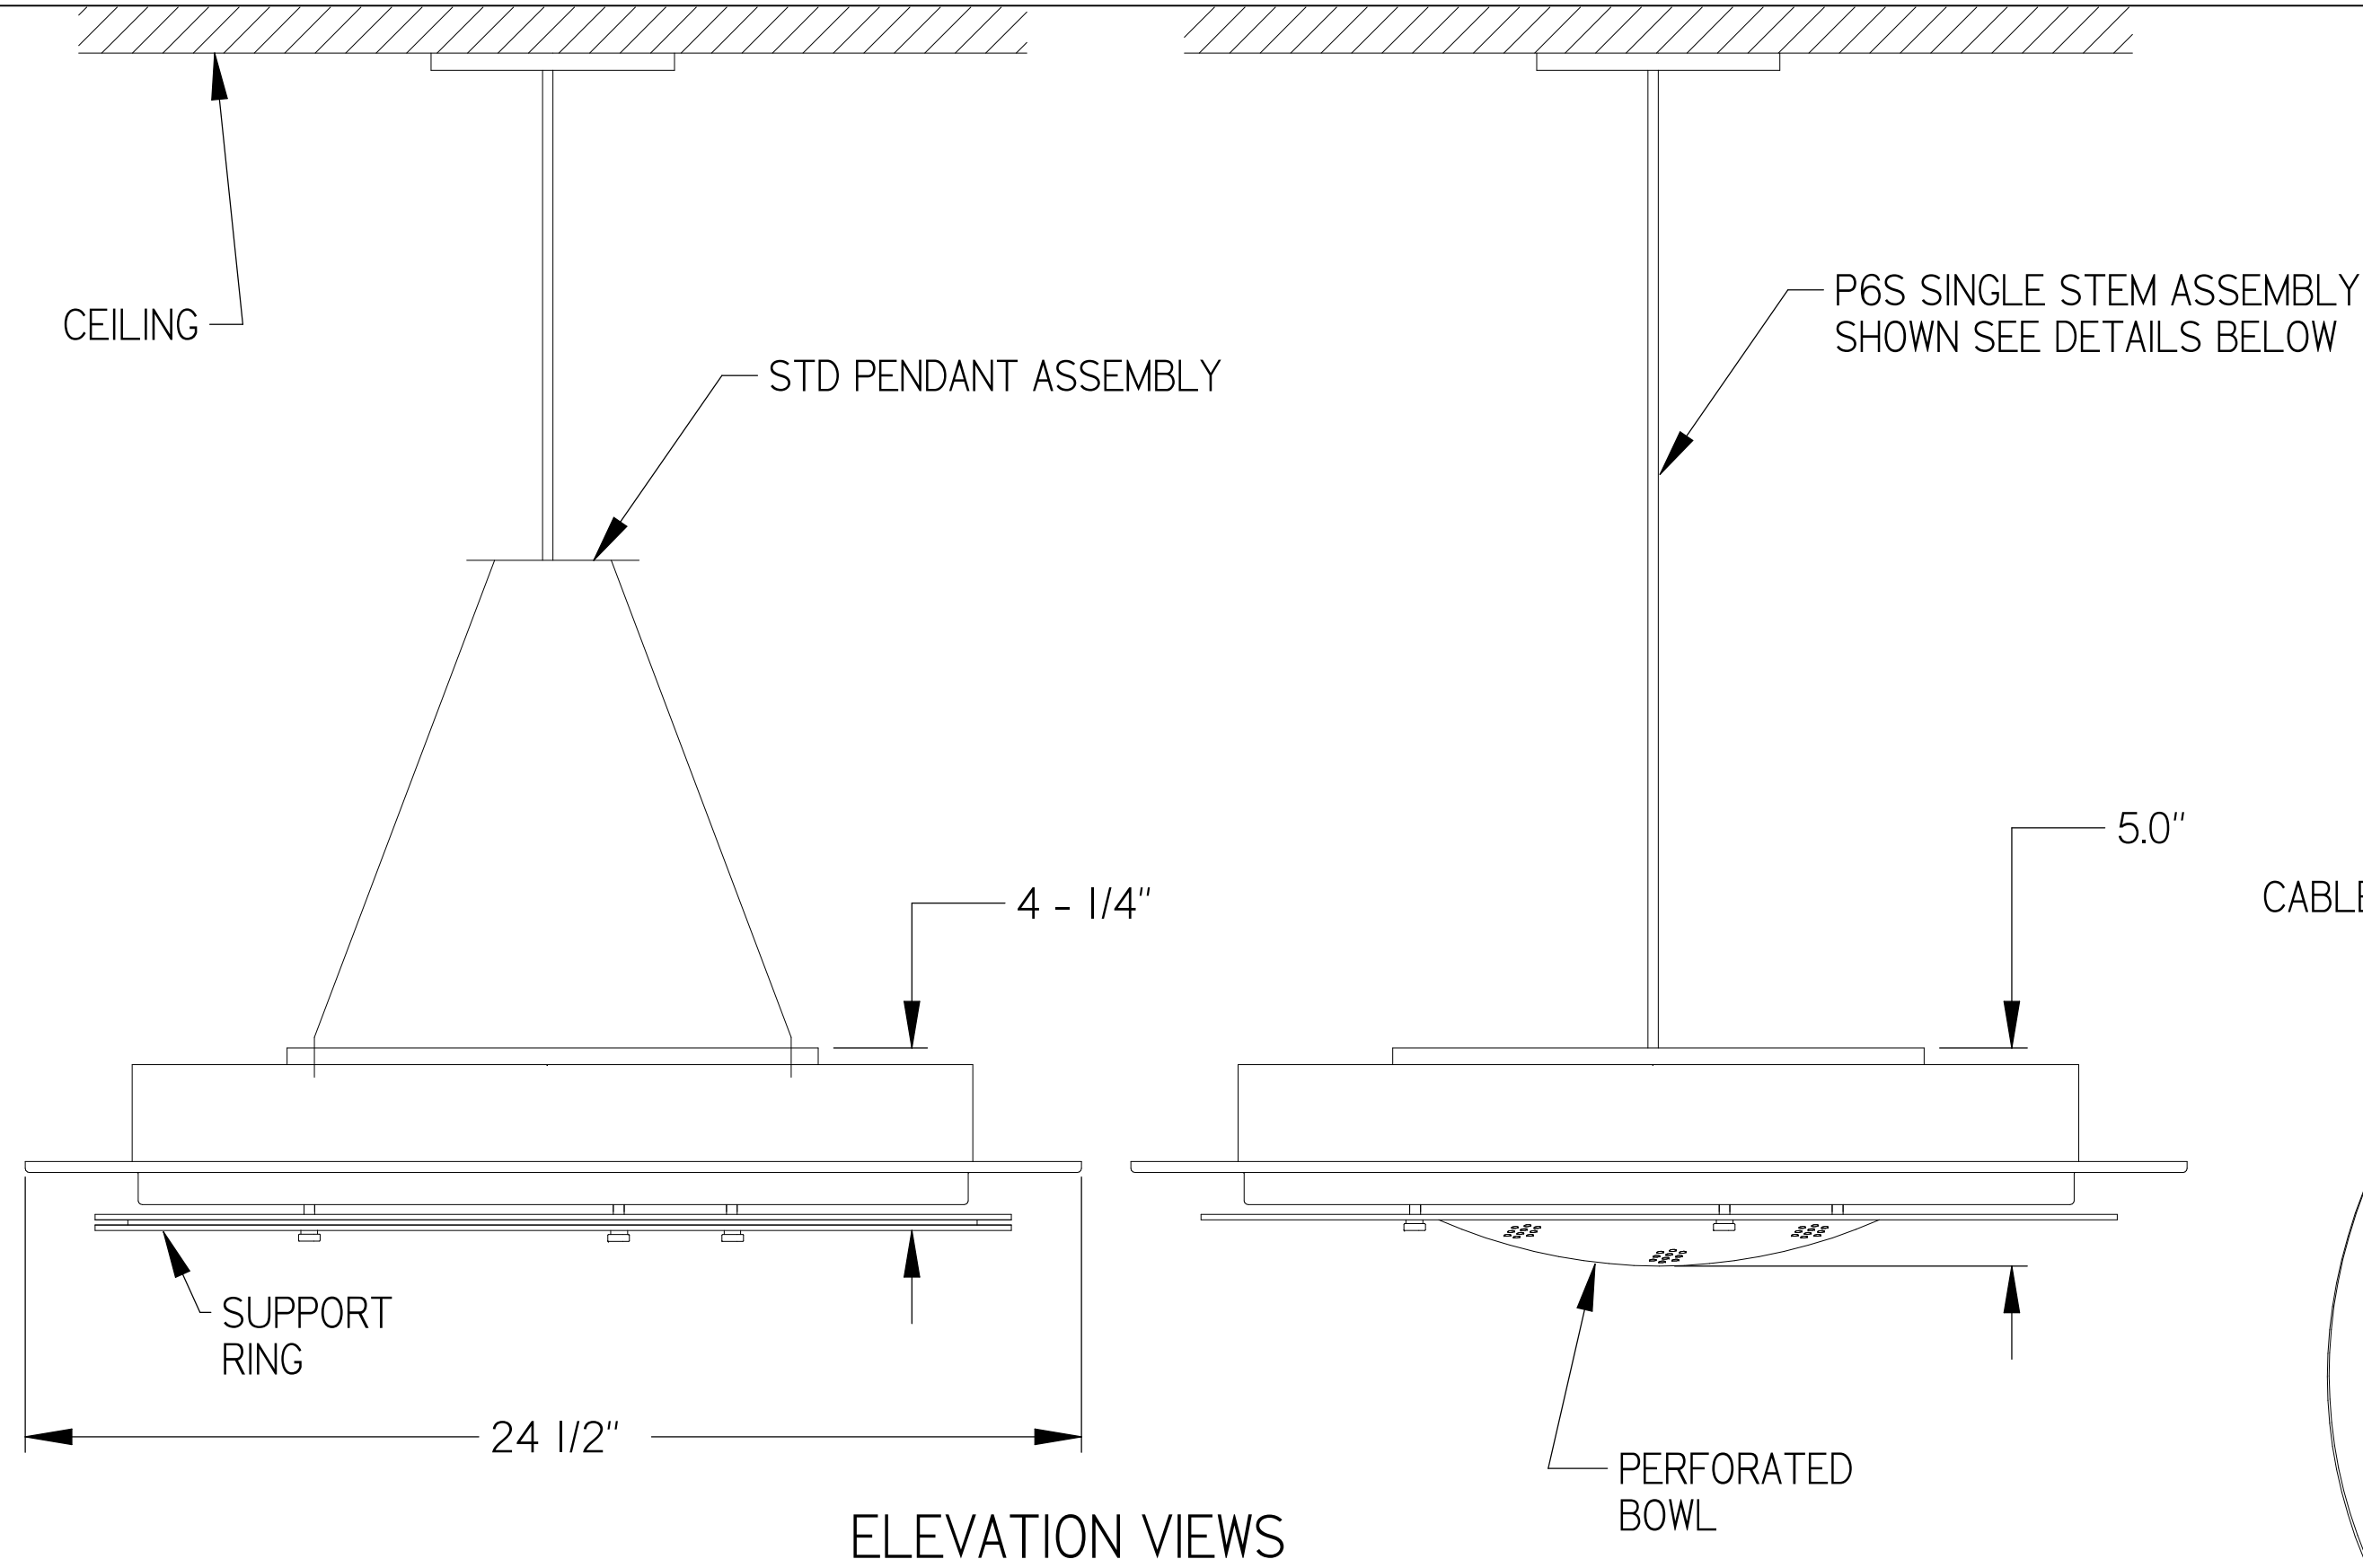 CEILING
STD PENDANT ASSEMBLY
P6S SINGLE STEM ASSEMBLY
SHOWN SEE DETAILS BELOW
4 - 1/4"
5.0"
SUPPORT
RING
24 1/2"
PERFORATED
BOWL
ELEVATION VIEWS